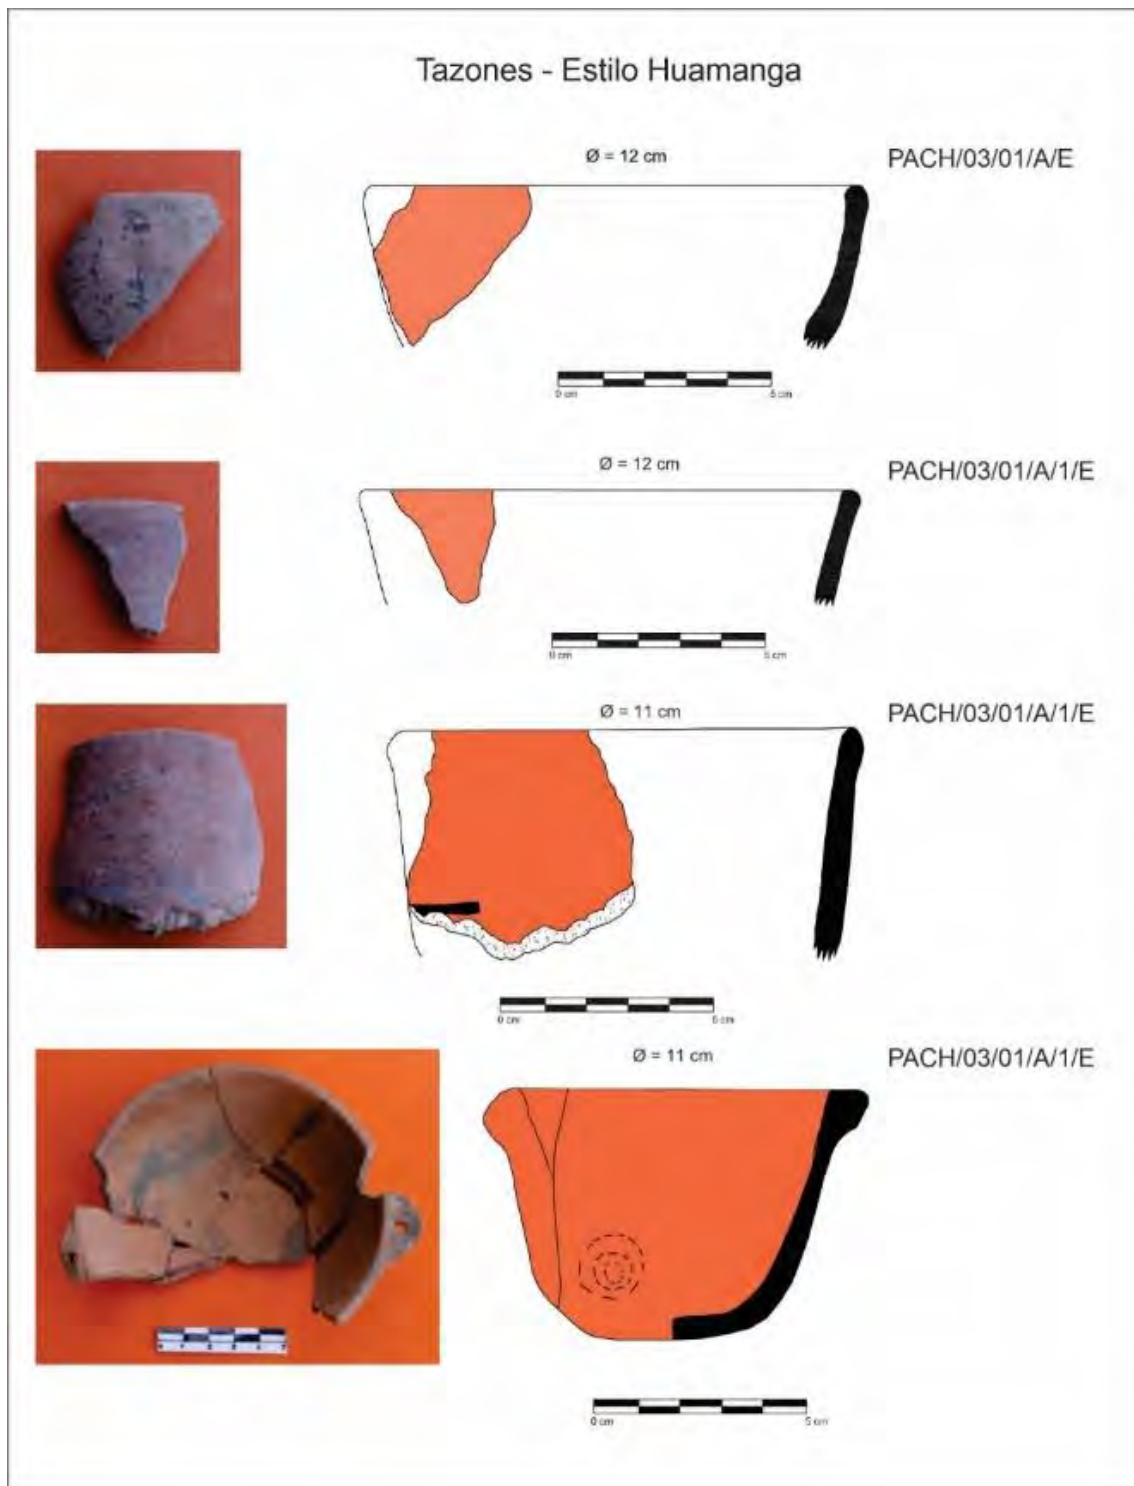 Tazones - Estilo Huamanga
Ø = 12 cm
PACH/03/01/A/E
0 cm
5 cm
Ø = 12 cm
PACH/03/01/A/1/E
0 cm
5 cm
Ø = 11 cm
PACH/03/01/A/1/E
0 cm
5 cm
Ø = 11 cm
PACH/03/01/A/1/E
0 cm
5 cm